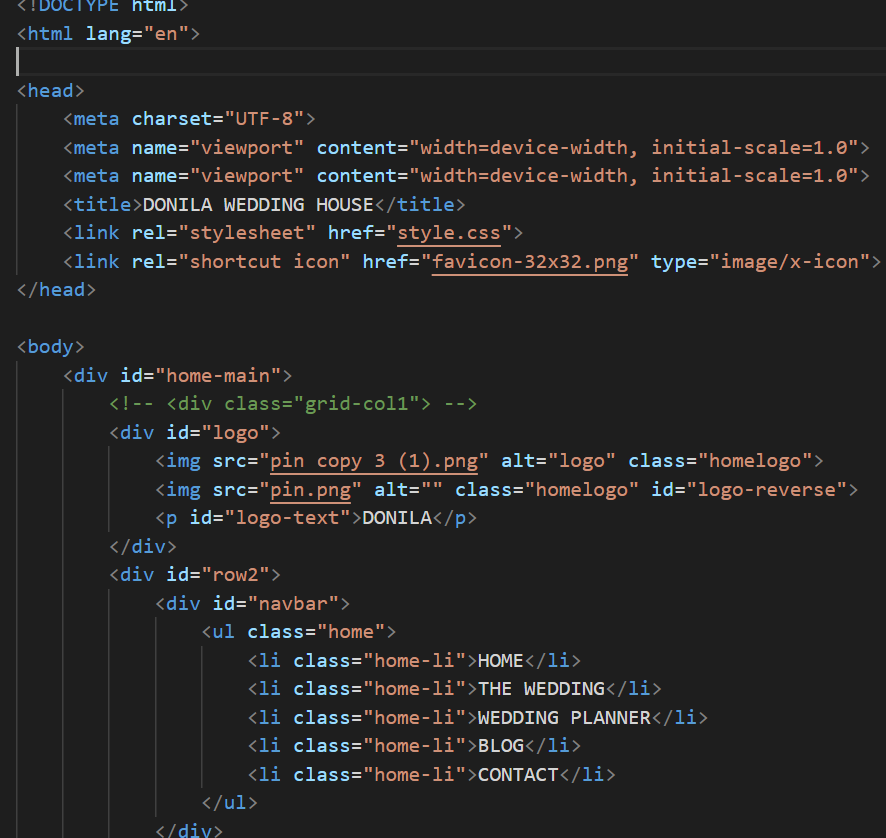 <!DOCTYPE html>
<html lang="en">
<head>
<meta charset="UTF-8">
<meta name="viewport" content="width=device-width, initial-scale=1.0">
<meta name="viewport" content="width=device-width, initial-scale=1.0">
<title>DONILA WEDDING HOUSE</title>
<link rel="stylesheet" href="style.css">
<link rel="shortcut icon" href="favicon-32x32.png" type="image/x-icon">
</head>
<body>
<div id="home-main">
<!-- <div class="grid-col1"> -->
<div id="logo">
<img src="pin copy 3 (1).png" alt="logo" class="homelogo">
<img src="pin.png" alt="" class="homelogo" id="logo-reverse">
<p id="logo-text">DONILA</p>
</div>
<div id="row2">
<div id="navbar">
<ul class="home">
<li class="home-li">HOME</li>
<li class="home-li">THE WEDDING</li>
<li class="home-li">WEDDING PLANNER</li>
<li class="home-li">BLOG</li>
<li class="home-li">CONTACT</li>
</ul>
</div>